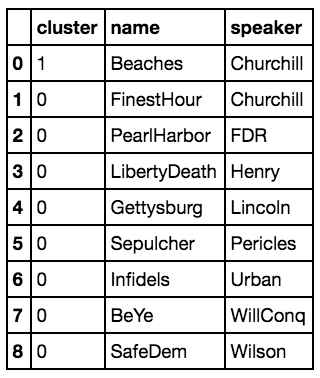 cluster name speaker
0 1 Beaches Churchill
1 0 FinestHour Churchill
2 0 PearlHarbor FDR
3 0 LibertyDeath Henry
4 0 Gettysburg Lincoln
5 0 Sepulcher Pericles
6 0 Infidels Urban
7 0 BeYe WillConq
8 0 SafeDem Wilson